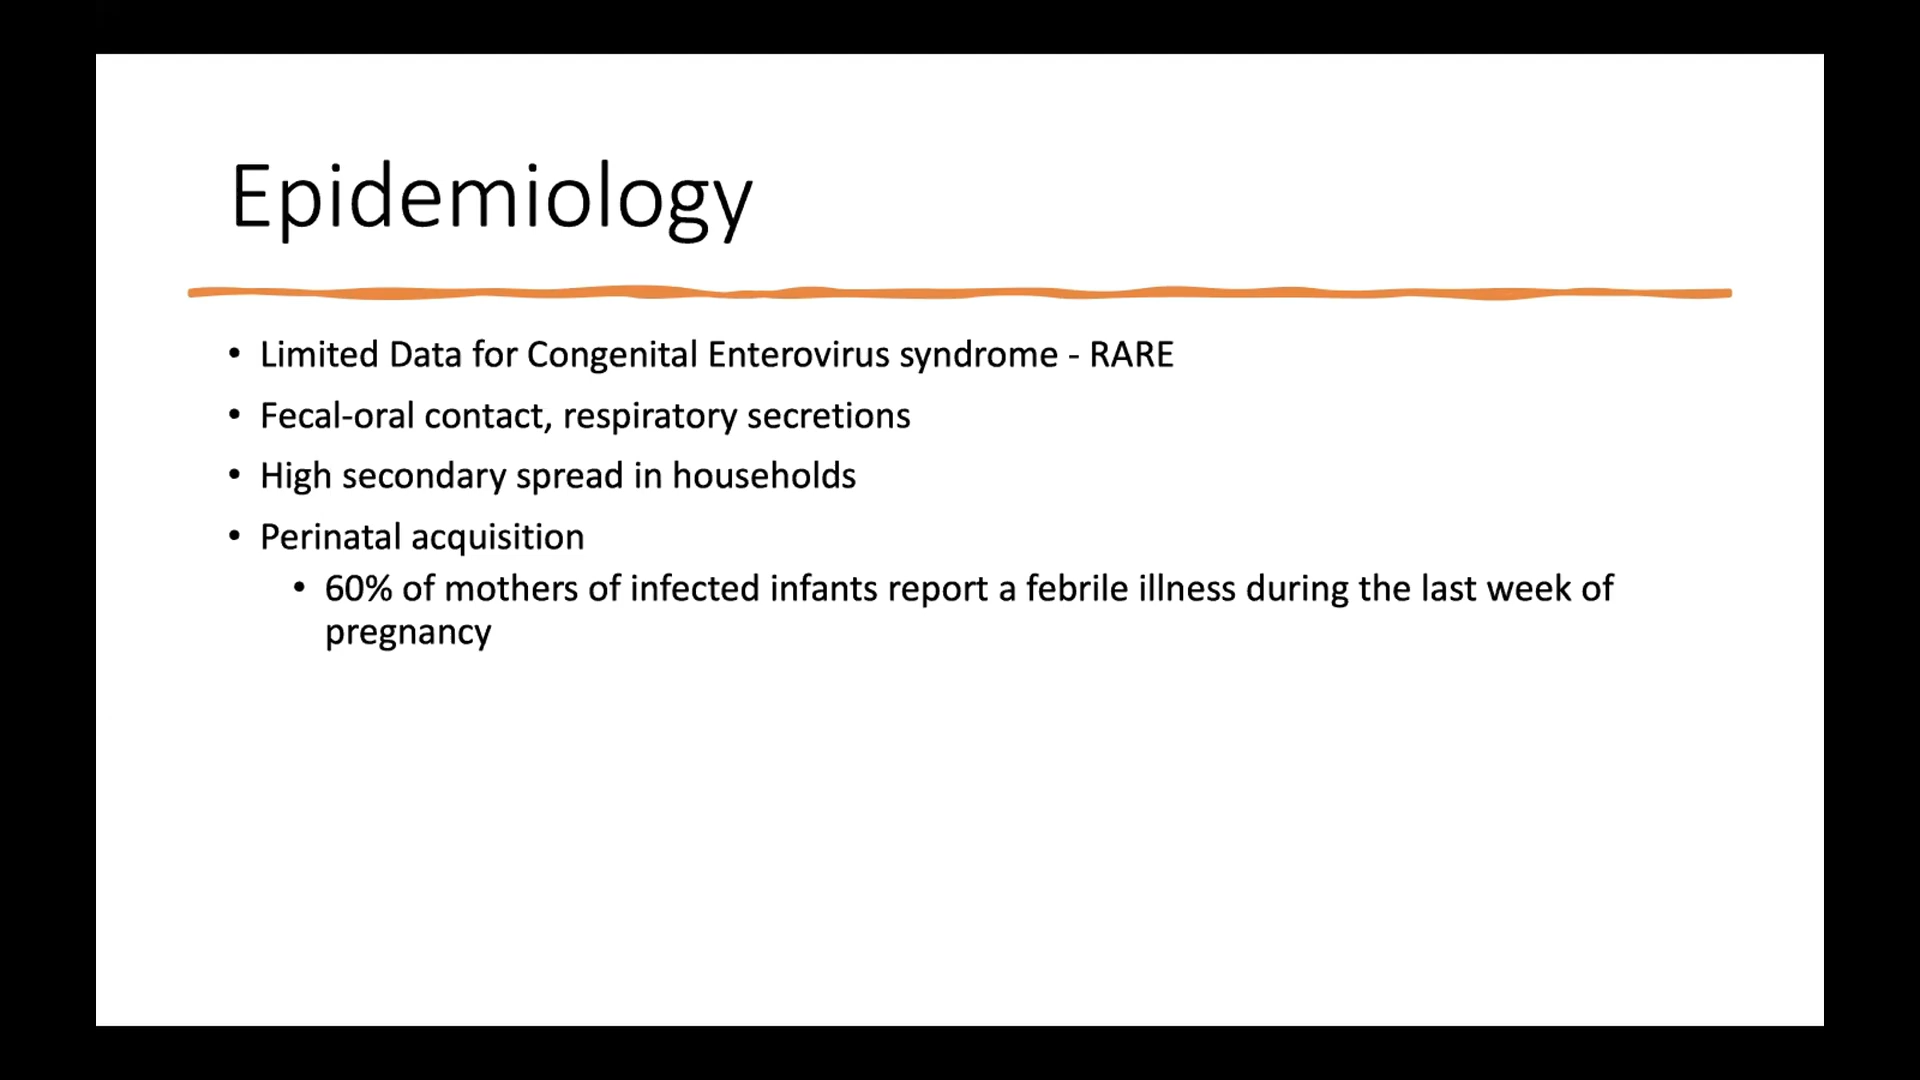 Epidemiology
• Limited Data for Congenital Enterovirus syndrome - RARE
• Fecal-oral contact, respiratory secretions
• High secondary spread in households
• Perinatal acquisition
• 60% of mothers of infected infants report a febrile illness during the last week of
pregnancy